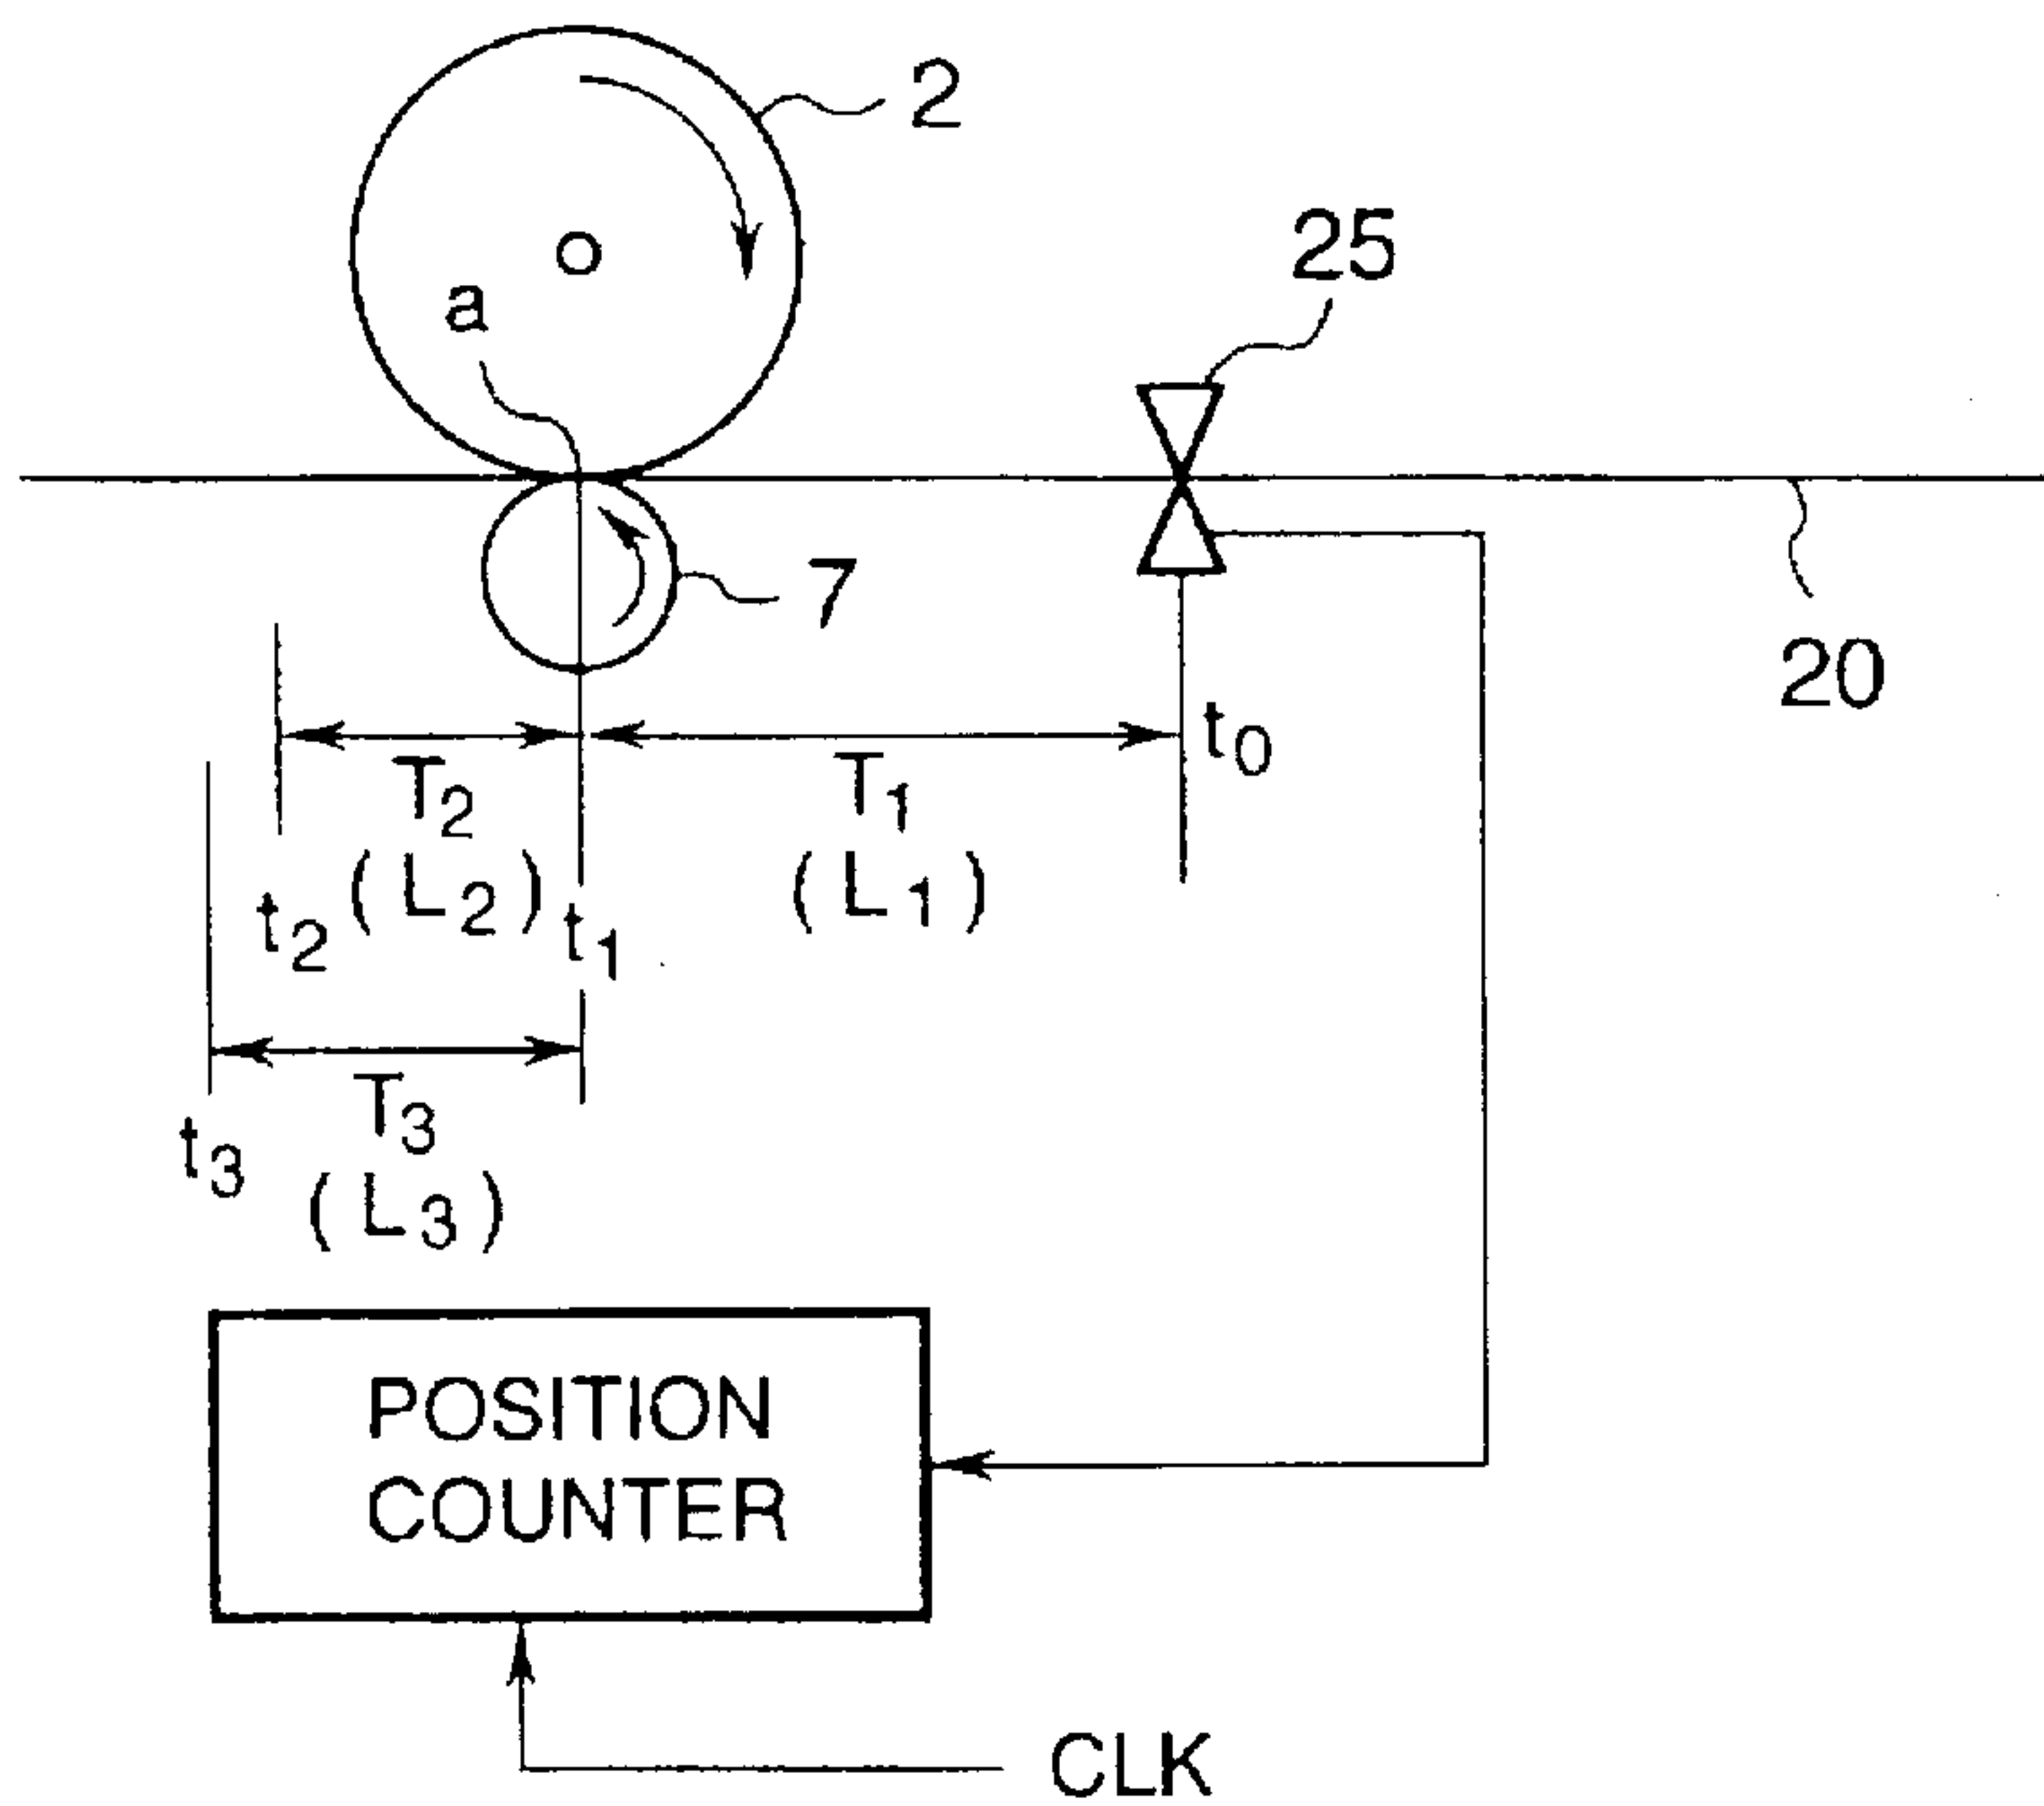 2
25
a
7
20
t0
T2
T1
(L2)
(L1)
t2
t1
T3
t3
(L3)
POSITION
COUNTER
CLK